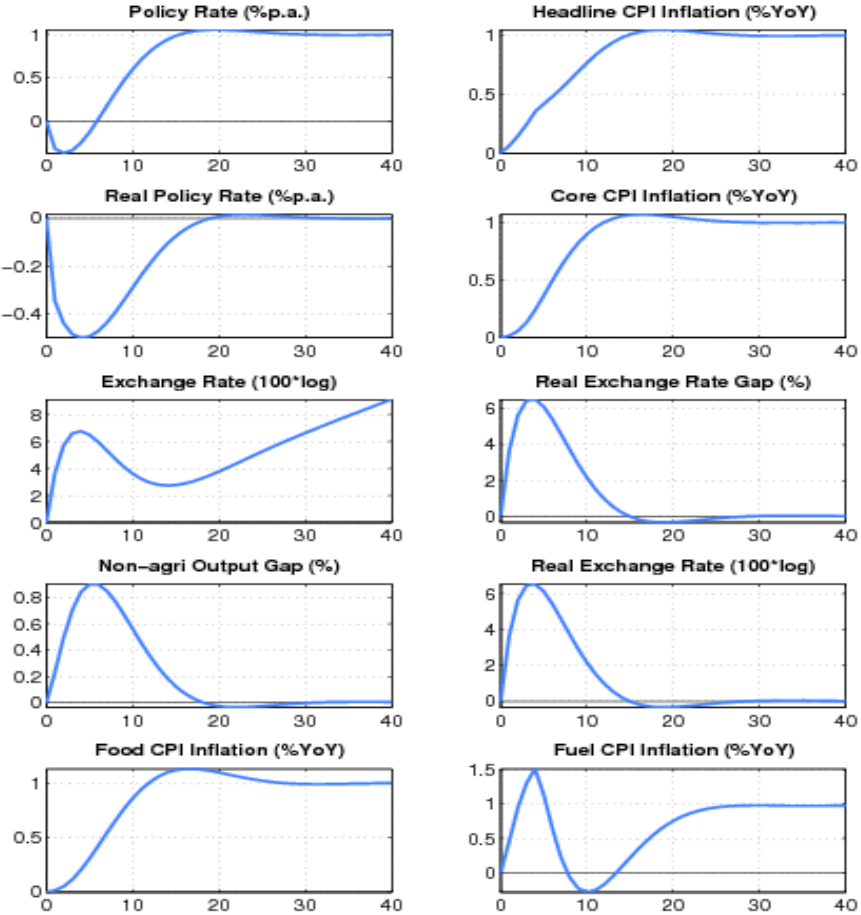 Policy Rate (%p.a.)
1
0.5
0
0 10 20 30 40
Headline CPI Inflation (%YoY)
1
0.5
0
0 10 20 30 40
Real Policy Rate (%p.a.)
0
−0.2
−0.4
0 10 20 30 40
Core CPI Inflation (%YoY)
1
0.5
0
0 10 20 30 40
Exchange Rate (100*log)
8
6
4
2
0
0 10 20 30 40
Real Exchange Rate Gap (%)
6
4
2
0
0 10 20 30 40
Non−agri Output Gap (%)
0.8
0.6
0.4
0.2
0
0 10 20 30 40
Real Exchange Rate (100*log)
6
4
2
0
0 10 20 30 40
Food CPI Inflation (%YoY)
1
0.5
0
0 10 20 30 40
Fuel CPI Inflation (%YoY)
1.5
1
0.5
0
0 10 20 30 40